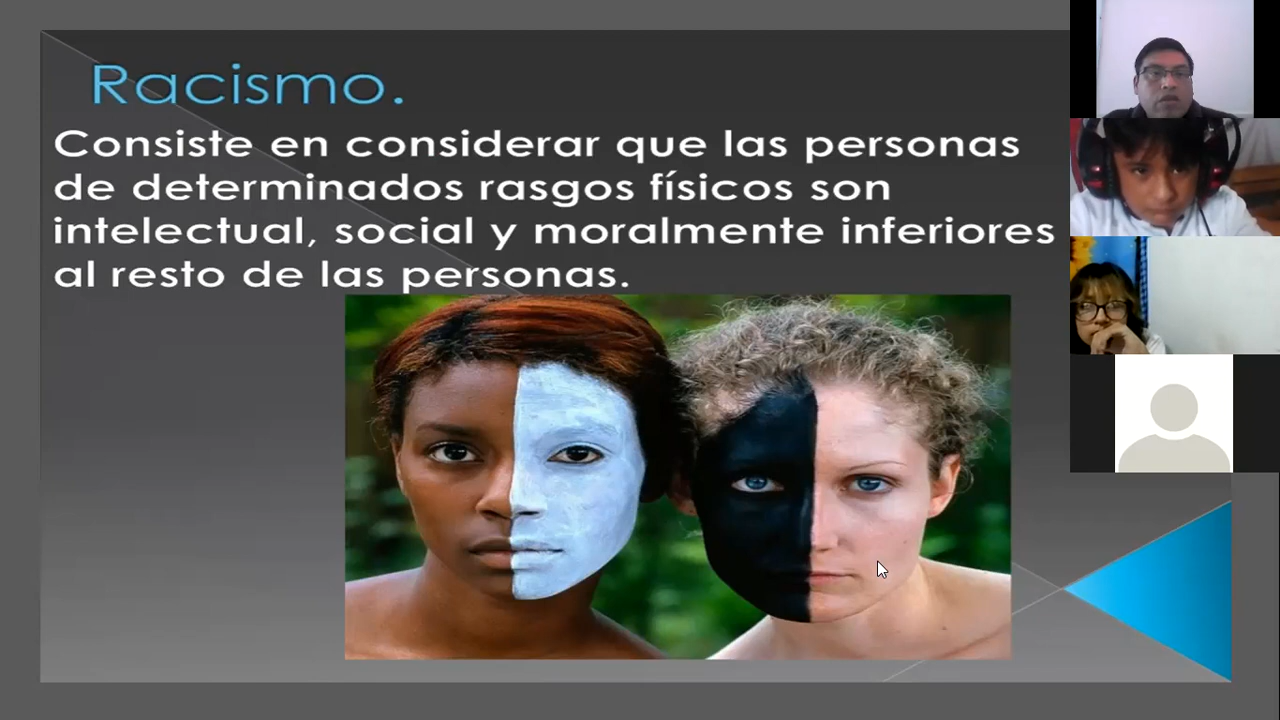 Racismo.
Consiste en considerar que las personas
de determinados rasgos físicos son
intelectual, social y moralmente inferiores
al resto de las personas.